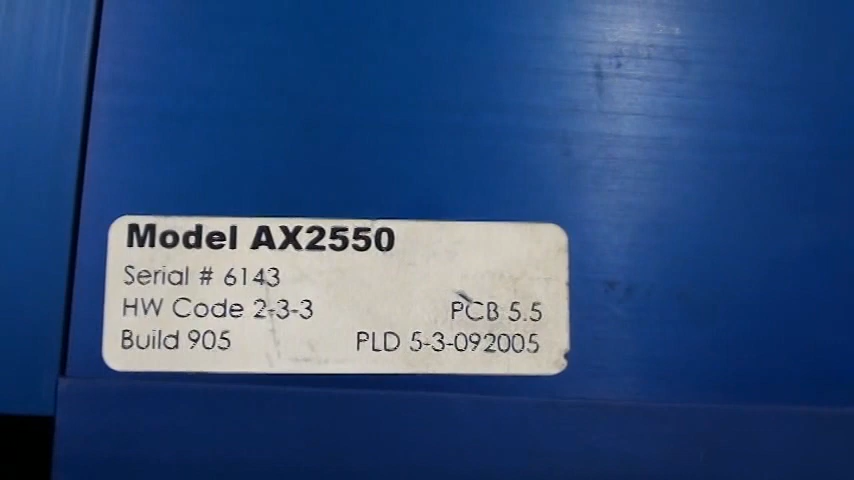 Model AX2550
Serial # 6143
HW Code 2-3-3 PCB 5.5
Build 905 PLD 5-3-092005